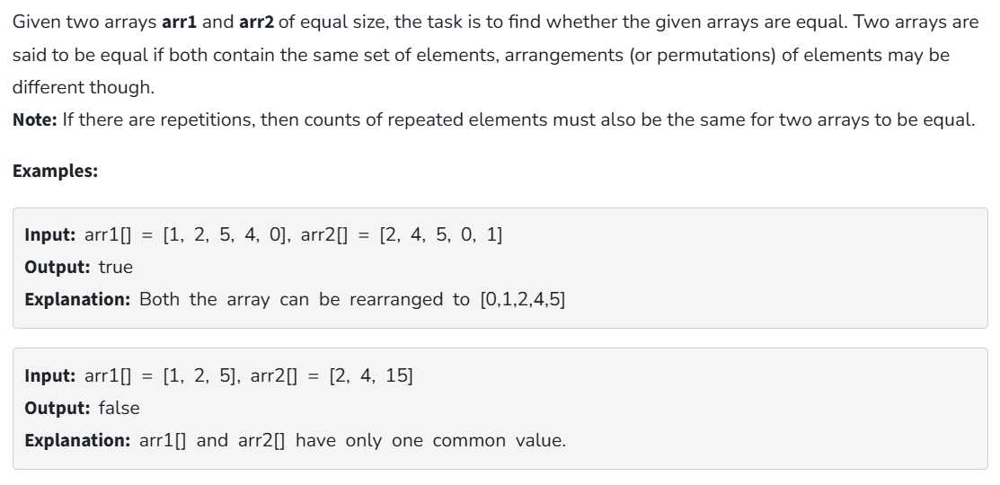 Given two arrays arr1 and arr2 of equal size, the task is to find whether the given arrays are equal. Two arrays are
said to be equal if both contain the same set of elements, arrangements (or permutations) of elements may be
different though.
Note: If there are repetitions, then counts of repeated elements must also be the same for two arrays to be equal.
Examples:
Input: arr1[] = [1, 2, 5, 4, 0], arr2[] = [2, 4, 5, 0, 1]
Output: true
Explanation: Both the array can be rearranged to [0,1,2,4,5]
Input: arr1[] = [1, 2, 5], arr2[] = [2, 4, 15]
Output: false
Explanation: arr1[] and arr2[] have only one common value.